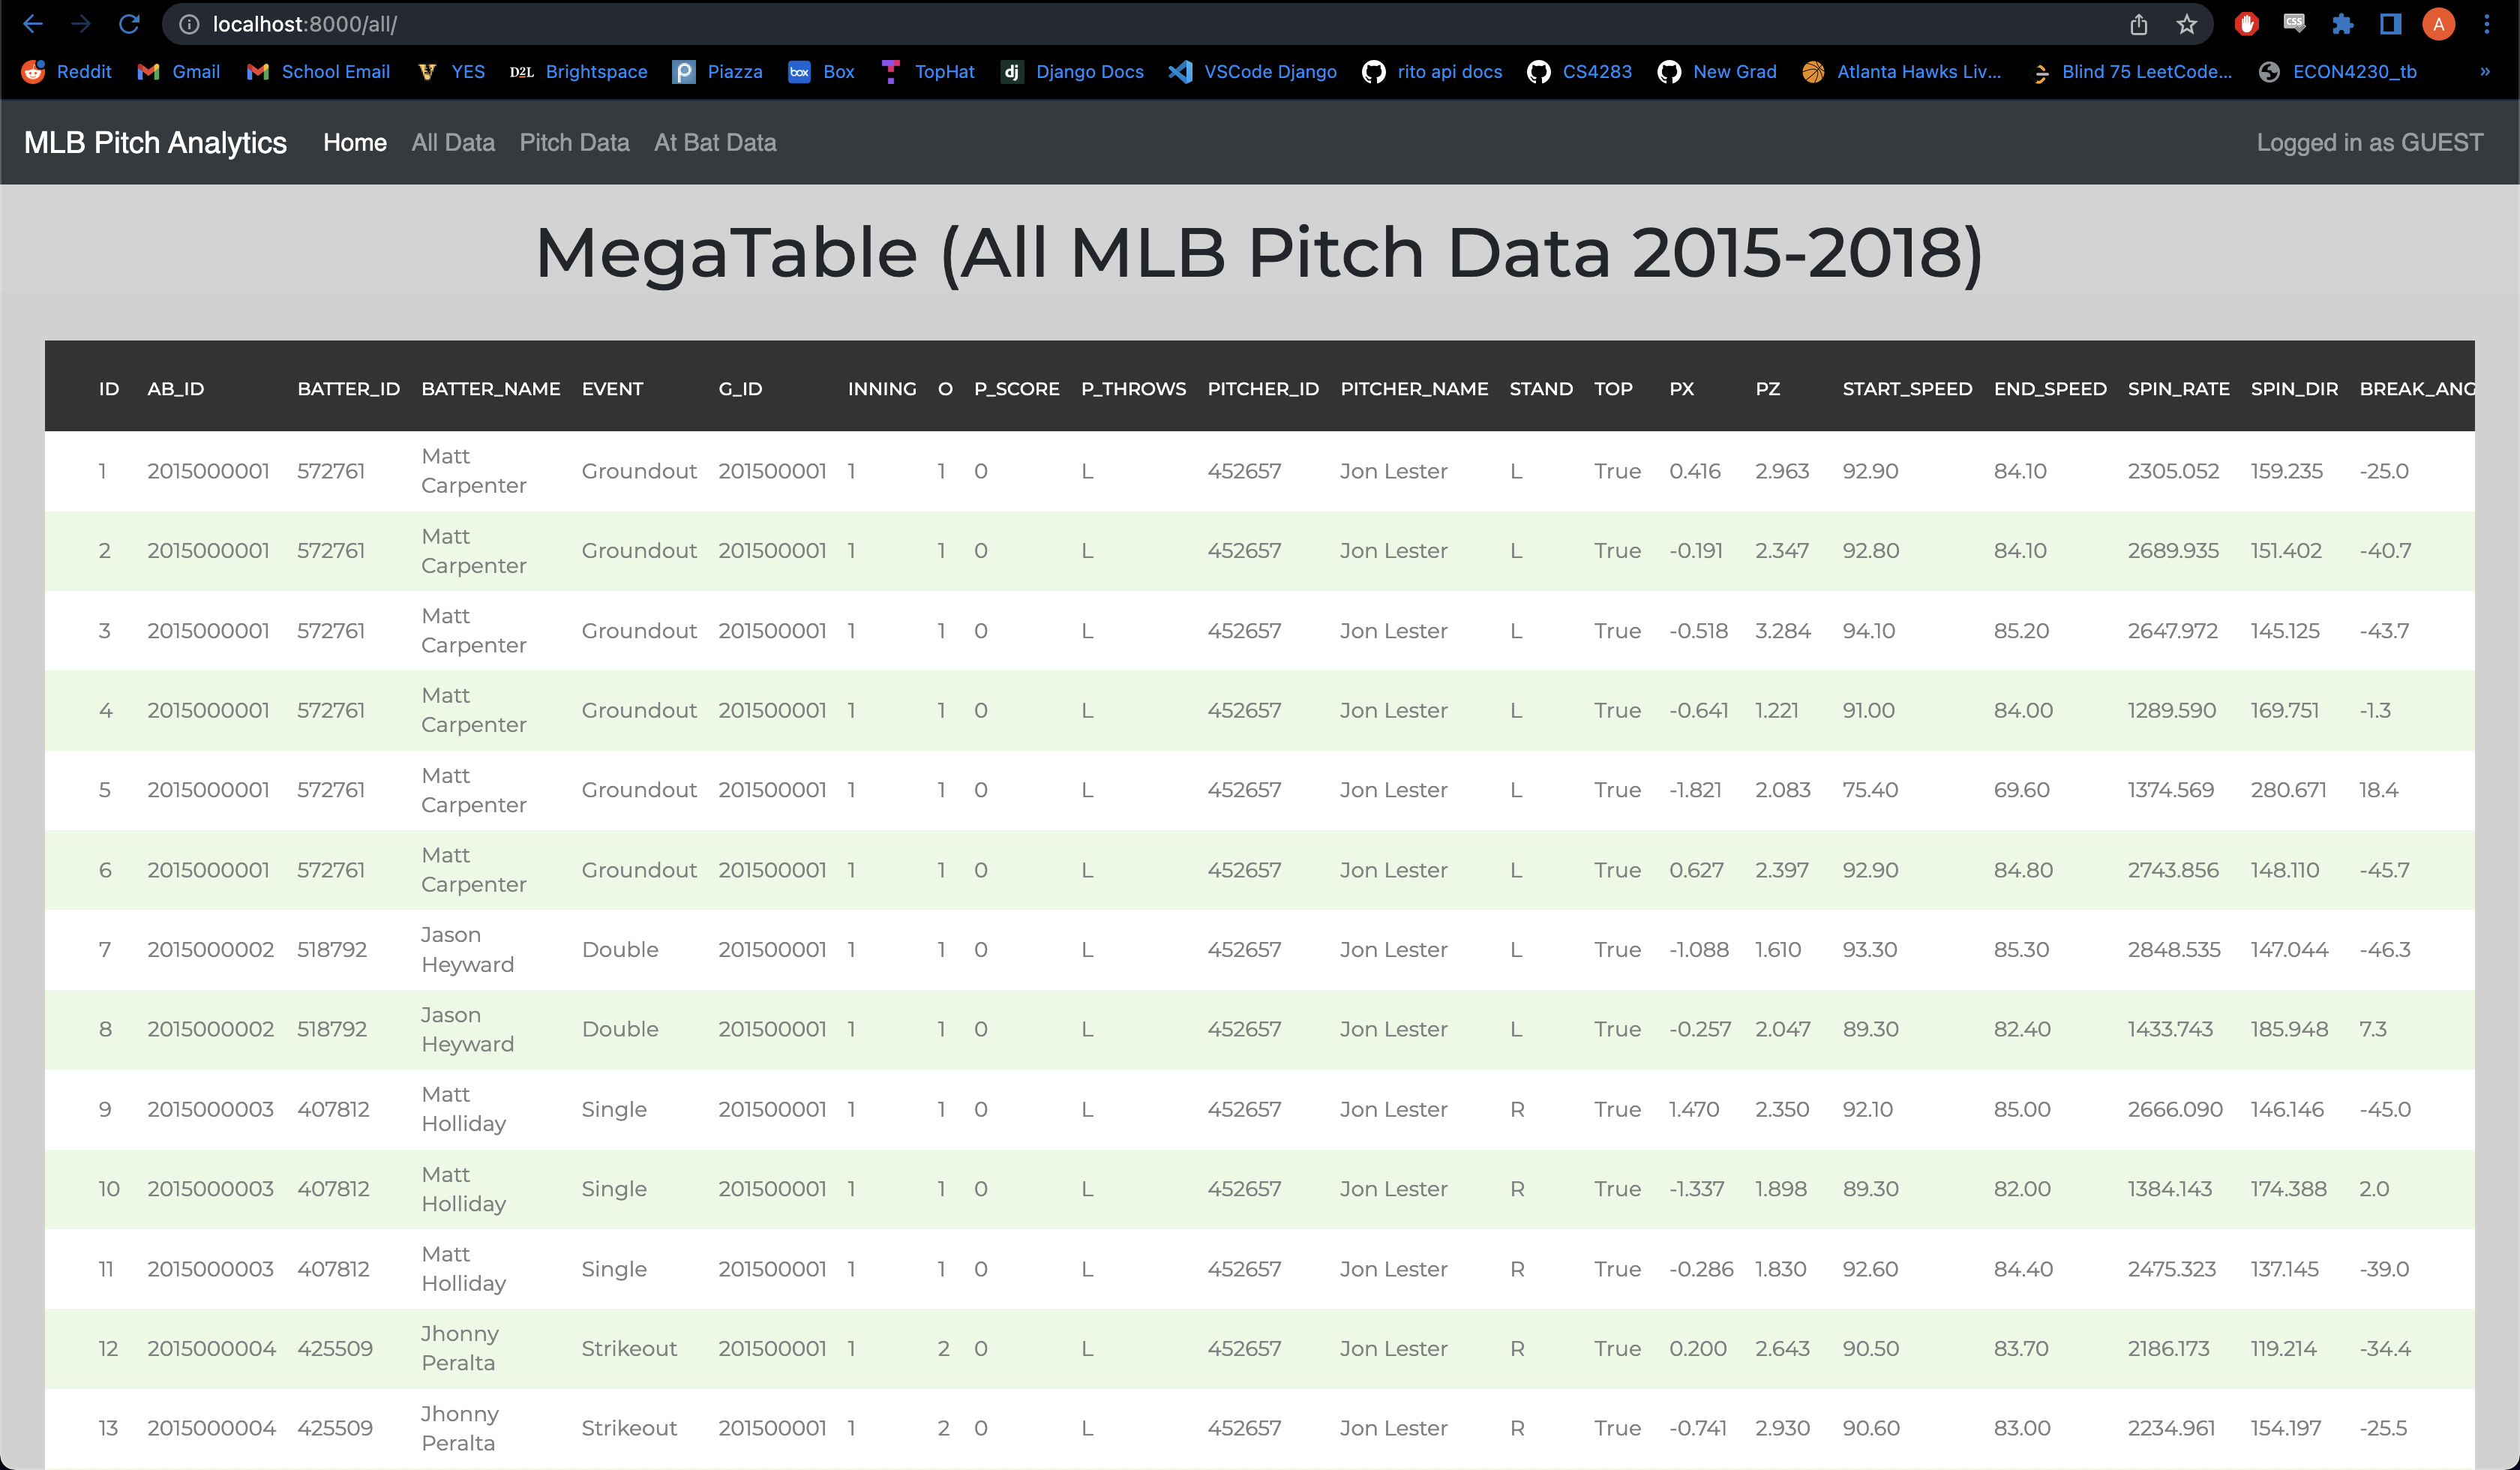 localhost:8000/all/
A
Reddit Gmail School Email YES D2L Brightspace Piazza box Box TopHat dj Django Docs VSCode Django rito api docs CS4283 New Grad Atlanta Hawks Liv... Blind 75 LeetCode... ECON4230_tb »
MLB Pitch Analytics Home All Data Pitch Data At Bat Data Logged in as GUEST
MegaTable (All MLB Pitch Data 2015-2018)
ID AB_ID BATTER_ID BATTER_NAME EVENT G_ID INNING O P_SCORE P_THROWS PITCHER_ID PITCHER_NAME STAND TOP PX PZ START_SPEED END_SPEED SPIN_RATE SPIN_DIR BREAK_ANG
1 2015000001 572761 Matt Carpenter Groundout 201500001 1 1 0 L 452657 Jon Lester L True 0.416 2.963 92.90 84.10 2305.052 159.235 -25.0
2 2015000001 572761 Matt Carpenter Groundout 201500001 1 1 0 L 452657 Jon Lester L True -0.191 2.347 92.80 84.10 2689.935 151.402 -40.7
3 2015000001 572761 Matt Carpenter Groundout 201500001 1 1 0 L 452657 Jon Lester L True -0.518 3.284 94.10 85.20 2647.972 145.125 -43.7
4 2015000001 572761 Matt Carpenter Groundout 201500001 1 1 0 L 452657 Jon Lester L True -0.641 1.221 91.00 84.00 1289.590 169.751 -1.3
5 2015000001 572761 Matt Carpenter Groundout 201500001 1 1 0 L 452657 Jon Lester L True -1.821 2.083 75.40 69.60 1374.569 280.671 18.4
6 2015000001 572761 Matt Carpenter Groundout 201500001 1 1 0 L 452657 Jon Lester L True 0.627 2.397 92.90 84.80 2743.856 148.110 -45.7
7 2015000002 518792 Jason Heyward Double 201500001 1 1 0 L 452657 Jon Lester L True -1.088 1.610 93.30 85.30 2848.535 147.044 -46.3
8 2015000002 518792 Jason Heyward Double 201500001 1 1 0 L 452657 Jon Lester L True -0.257 2.047 89.30 82.40 1433.743 185.948 7.3
9 2015000003 407812 Matt Holliday Single 201500001 1 1 0 L 452657 Jon Lester R True 1.470 2.350 92.10 85.00 2666.090 146.146 -45.0
10 2015000003 407812 Matt Holliday Single 201500001 1 1 0 L 452657 Jon Lester R True -1.337 1.898 89.30 82.00 1384.143 174.388 2.0
11 2015000003 407812 Matt Holliday Single 201500001 1 1 0 L 452657 Jon Lester R True -0.286 1.830 92.60 84.40 2475.323 137.145 -39.0
12 2015000004 425509 Jhonny Peralta Strikeout 201500001 1 2 0 L 452657 Jon Lester R True 0.200 2.643 90.50 83.70 2186.173 119.214 -34.4
13 2015000004 425509 Jhonny Peralta Strikeout 201500001 1 2 0 L 452657 Jon Lester R True -0.741 2.930 90.60 83.00 2234.961 154.197 -25.5